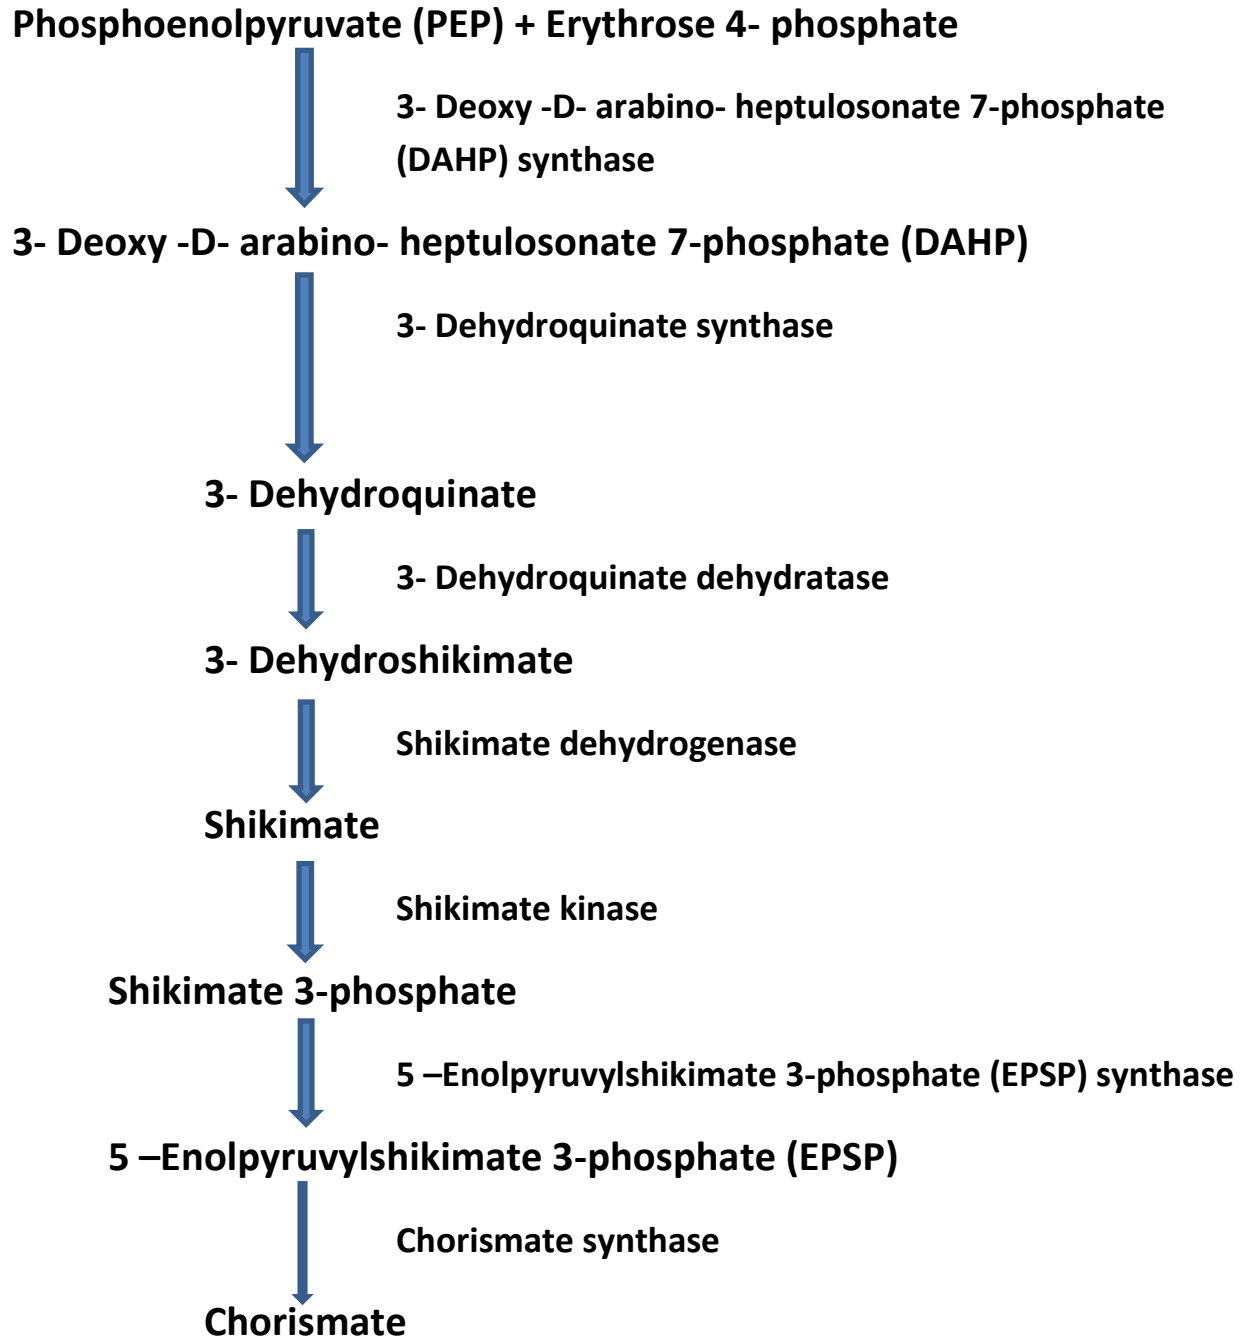 Phosphoenolpyruvate (PEP) + Erythrose 4- phosphate
3- Deoxy -D- arabino- heptulosonate 7-phosphate
(DAHP) synthase
3- Deoxy -D- arabino- heptulosonate 7-phosphate (DAHP)
3- Dehydroquinate synthase
3- Dehydroquinate
3- Dehydroquinate dehydratase
3- Dehydroshikimate
Shikimate dehydrogenase
Shikimate
Shikimate kinase
Shikimate 3-phosphate
5 –Enolpyruvylshikimate 3-phosphate (EPSP) synthase
5 –Enolpyruvylshikimate 3-phosphate (EPSP)
Chorismate synthase
Chorismate